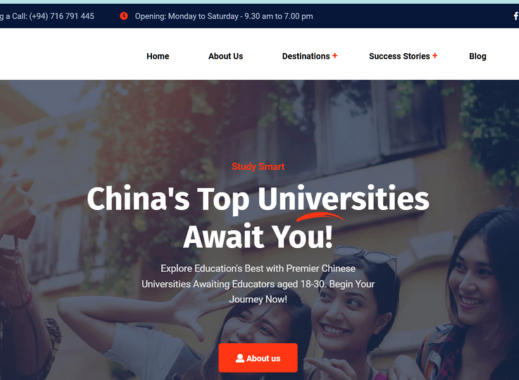 g a Call: (+94) 716 791 445
Opening: Monday to Saturday - 9.30 am to 7.00 pm
Home
About Us
Destinations +
Success Stories +
Blog
Study Smart
China's Top Universities
Await You!
Explore Education's Best with Premier Chinese
Universities Awaiting Educators aged 18-30. Begin Your
Journey Now!
About us